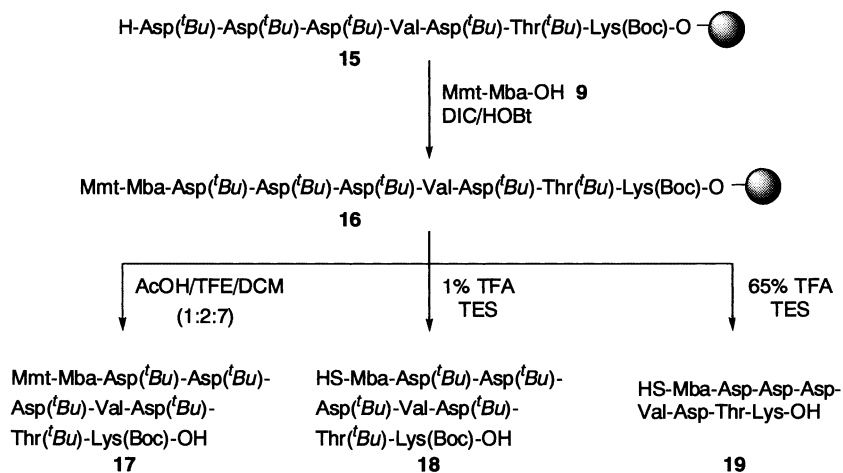 H-Asp(tBu)-Asp(tBu)-Asp(tBu)-Val-Asp(tBu)-Thr(tBu)-Lys(Boc)-O
15
Mmt-Mba-OH 9
DIC/HOBt
Mmt-Mba-Asp(tBu)-Asp(tBu)-Asp(tBu)-Val-Asp(tBu)-Thr(tBu)-Lys(Boc)-O
16
AcOH/TFE/DCM
(1:2:7)
1% TFA
TES
65% TFA
TES
Mmt-Mba-Asp(tBu)-Asp(tBu)-
Asp(tBu)-Val-Asp(tBu)-
Thr(tBu)-Lys(Boc)-OH
17
HS-Mba-Asp(tBu)-Asp(tBu)-
Asp(tBu)-Val-Asp(tBu)-
Thr(tBu)-Lys(Boc)-OH
18
HS-Mba-Asp-Asp-Asp-
Val-Asp-Thr-Lys-OH
19